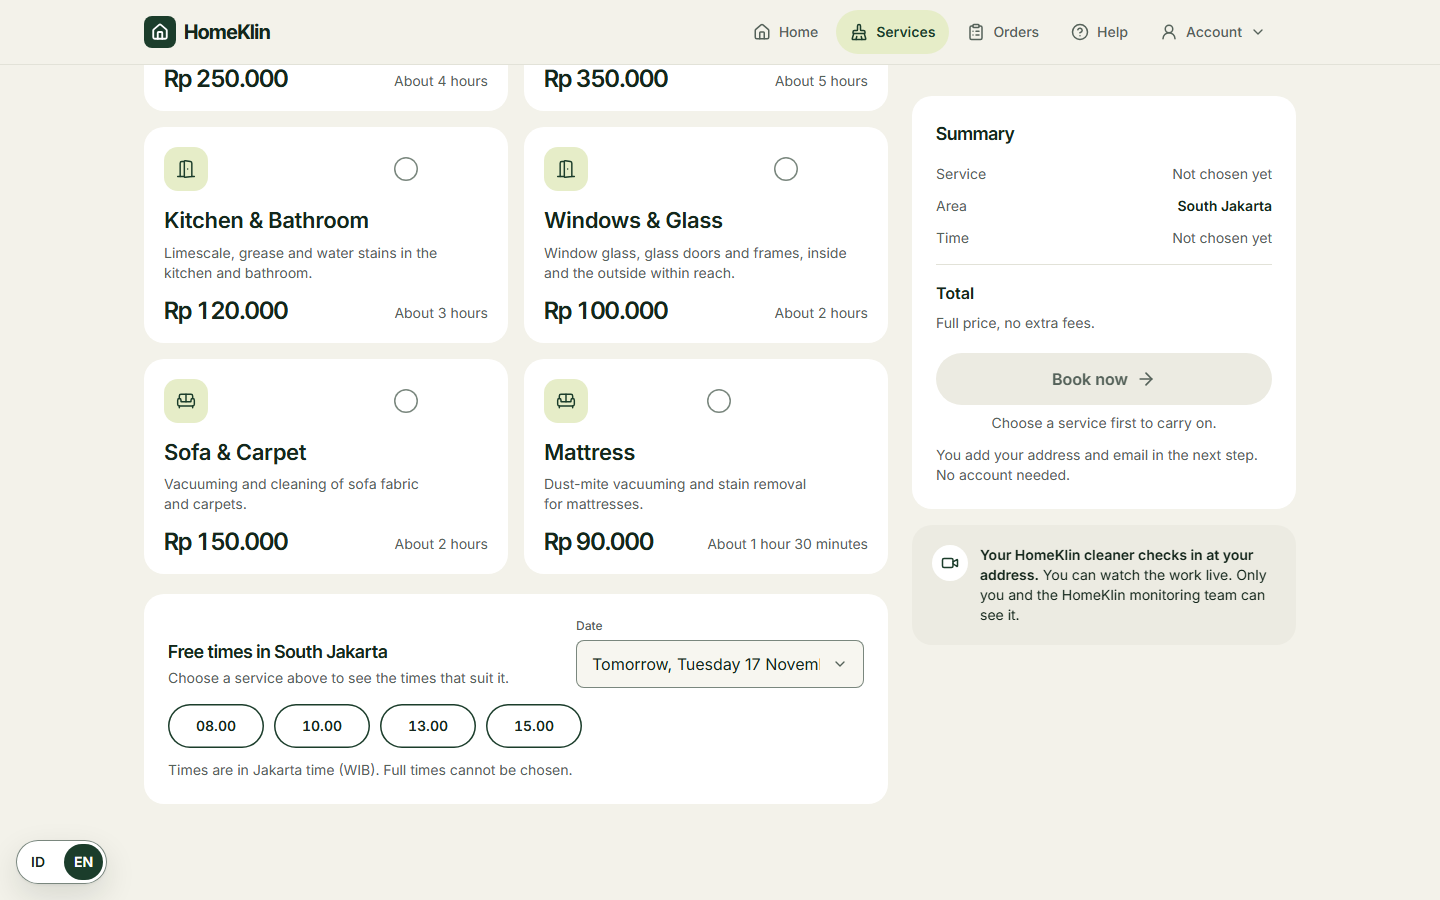 HomeKlin
Home
Services
Orders
Help
Account
Rp 250.000
About 4 hours
Rp 350.000
About 5 hours
Kitchen & Bathroom
Limescale, grease and water stains in the
kitchen and bathroom.
Rp 120.000
About 3 hours
Windows & Glass
Window glass, glass doors and frames, inside
and the outside within reach.
Rp 100.000
About 2 hours
Sofa & Carpet
Vacuuming and cleaning of sofa fabric
and carpets.
Rp 150.000
About 2 hours
Mattress
Dust-mite vacuuming and stain removal
for mattresses.
Rp 90.000
About 1 hour 30 minutes
Free times in South Jakarta
Choose a service above to see the times that suit it.
Date
Tomorrow, Tuesday 17 Novem
08.00
10.00
13.00
15.00
Times are in Jakarta time (WIB). Full times cannot be chosen.
Summary
Service
Not chosen yet
Area
South Jakarta
Time
Not chosen yet
Total
Full price, no extra fees.
Book now
Choose a service first to carry on.
You add your address and email in the next step.
No account needed.
Your HomeKlin cleaner checks in at your
address. You can watch the work live. Only
you and the HomeKlin monitoring team can
see it.
ID
EN